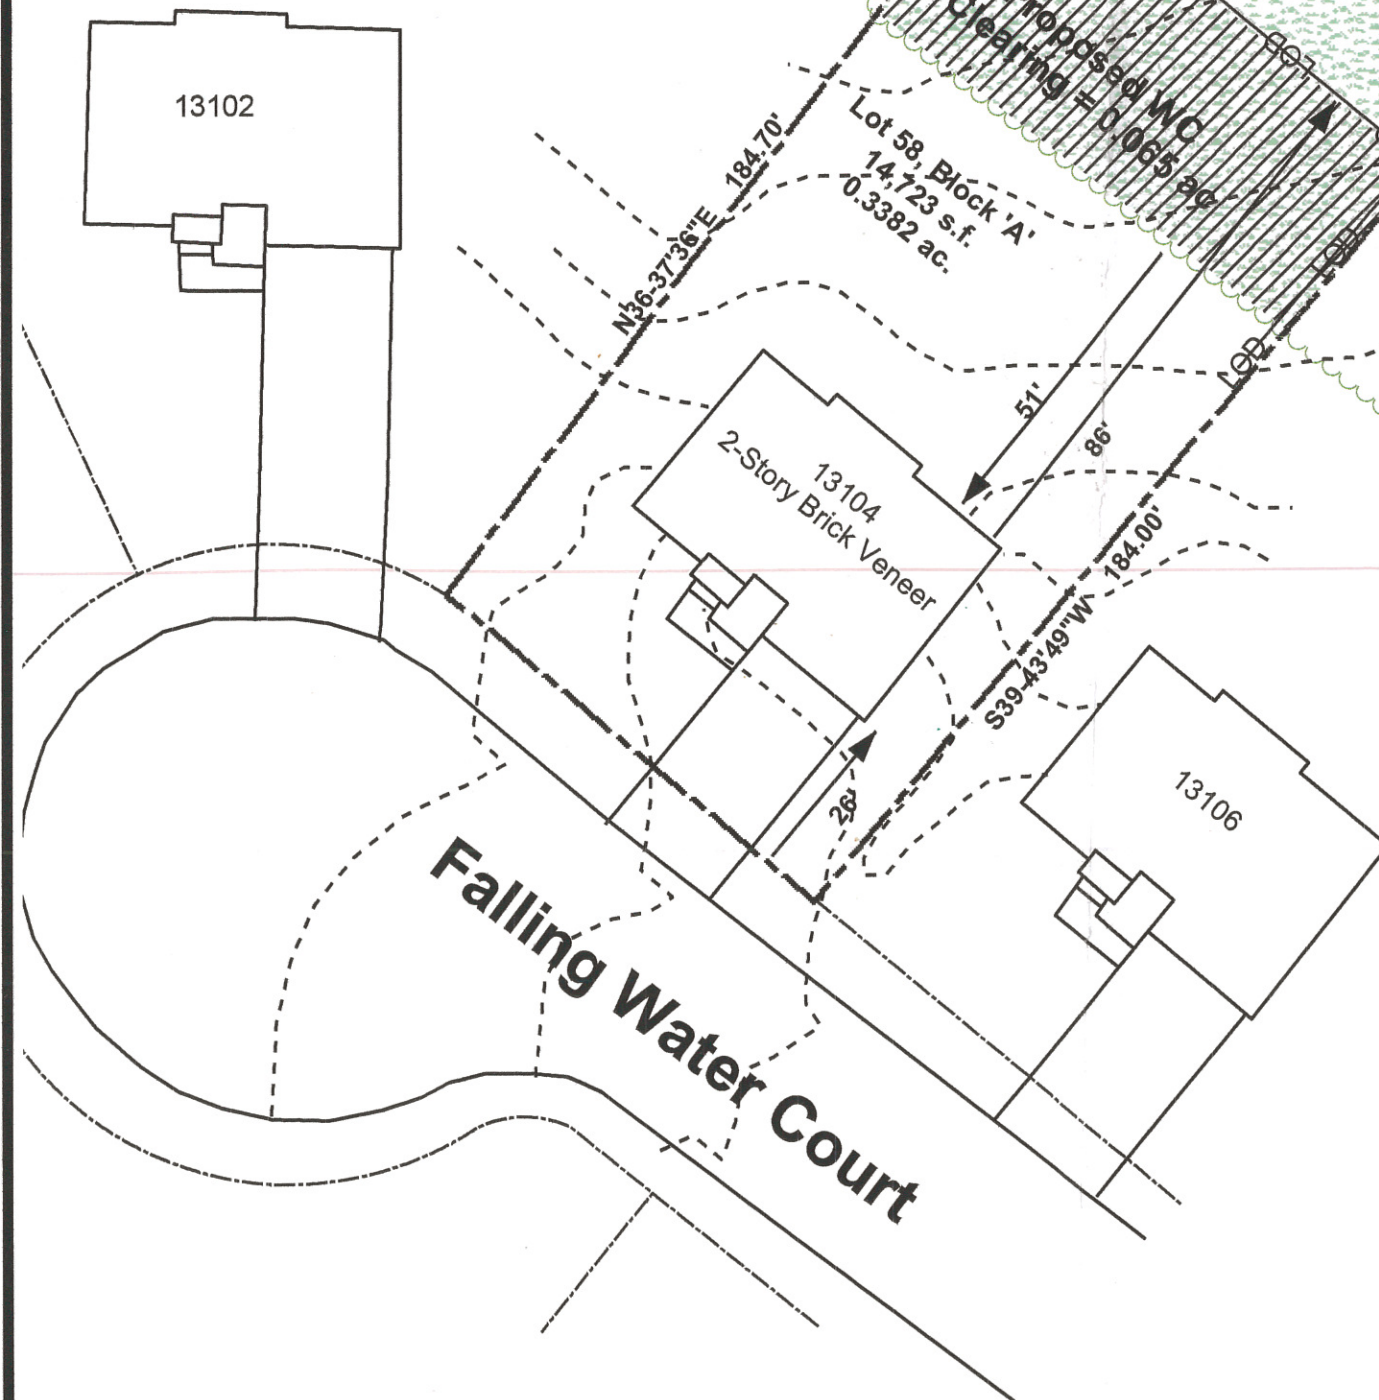 13102
184.70'
N36-37'36"E
Lot 58, Block 'A'
14,723 s.f.
0.3382 ac.
roposed WC
Clearing = 0.065 ac
LOD
LOD
LOD
51'
86'
13104
2-Story Brick Veneer
184.00'
S39-43'49"W
26'
13106
Falling Water Court